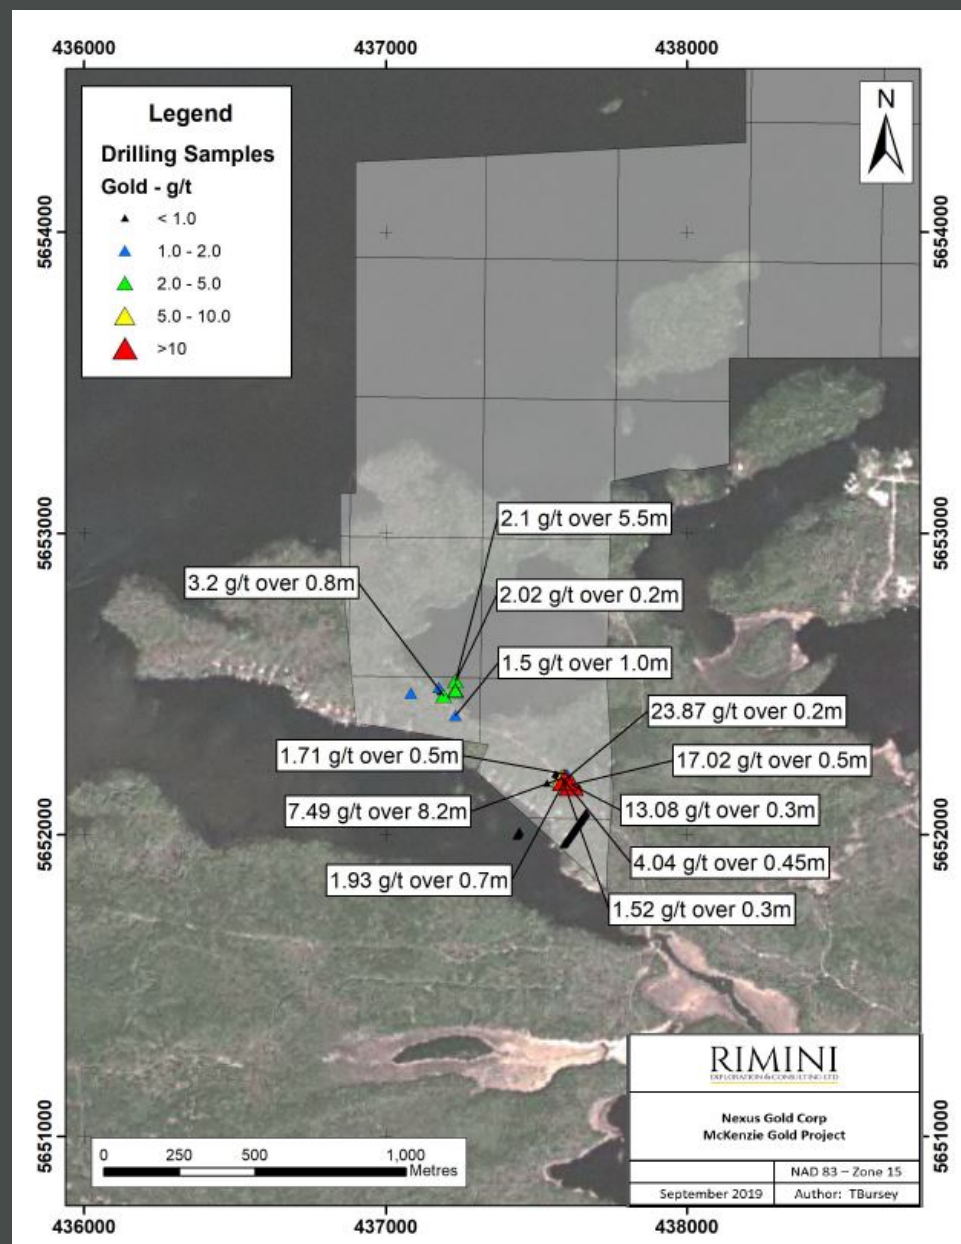 436000 437000 438000
Legend
Drilling Samples
Gold - g/t
< 1.0
1.0 - 2.0
2.0 - 5.0
5.0 - 10.0
>10
N
5654000 5654000
5653000 5653000
5652000 5652000
5651000 5651000
2.1 g/t over 5.5m
3.2 g/t over 0.8m
2.02 g/t over 0.2m
1.5 g/t over 1.0m
23.87 g/t over 0.2m
1.71 g/t over 0.5m
17.02 g/t over 0.5m
7.49 g/t over 8.2m
13.08 g/t over 0.3m
4.04 g/t over 0.45m
1.93 g/t over 0.7m
1.52 g/t over 0.3m
RIMINI
EXPLORATION & CONSULTING LTD
Nexus Gold Corp
McKenzie Gold Project
NAD 83 – Zone 15
September 2019 Author: TBursey
0 250 500 1,000
Metres
436000 437000 438000